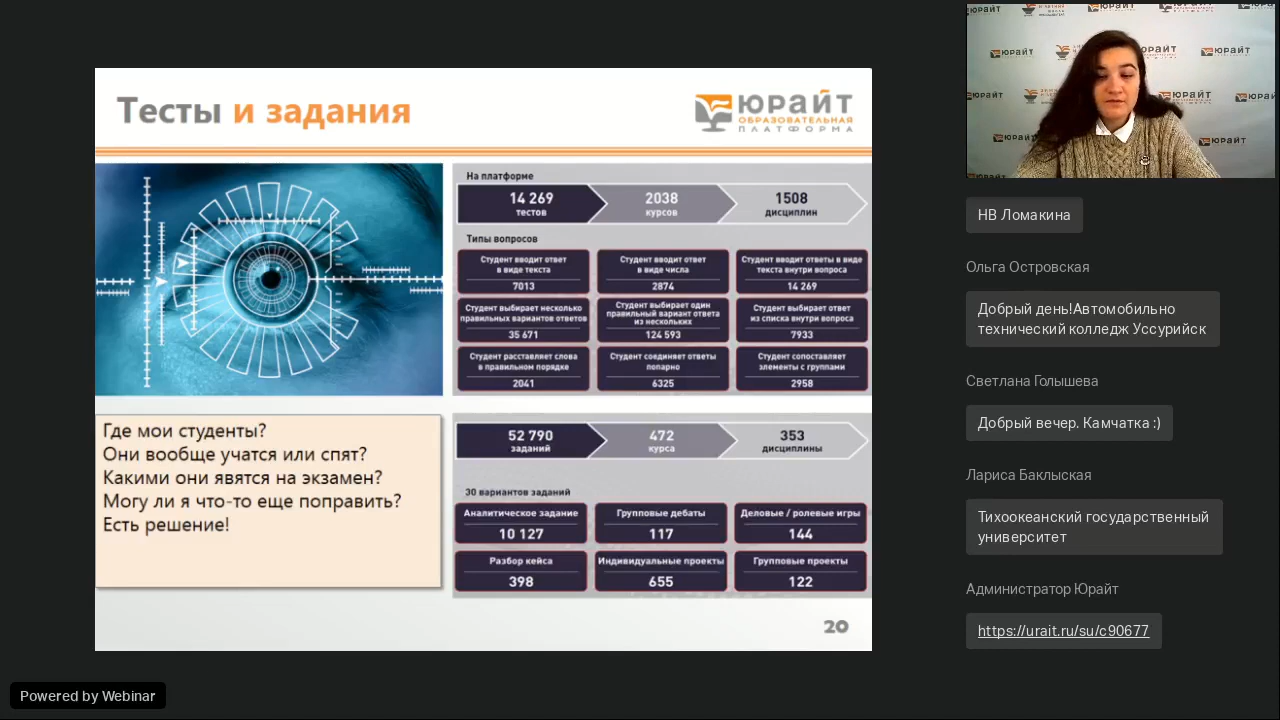 Тесты и задания
ЮРАЙТ
ОБРАЗОВАТЕЛЬНАЯ
ПЛАТФОРМА
На платформе
14 269
тестов
2038
курсов
1508
дисциплин
Типы вопросов
Студент вводит ответ
в виде текста
7013
Студент вводит ответ
в виде числа
2874
Студент вводит ответы в виде
текста внутри вопроса
14 269
Студент выбирает несколько
правильных вариантов ответов
35 671
Студент выбирает один
правильный вариант ответа
из нескольких
124 593
Студент выбирает ответ
из списка внутри вопроса
7933
Студент расставляет слова
в правильном порядке
2041
Студент соединяет ответы
попарно
6325
Студент сопоставляет
элементы с группами
2958
Где мои студенты?
Они вообще учатся или спят?
Какими они явятся на экзамен?
Могу ли я что-то еще поправить?
Есть решение!
52 790
заданий
472
курса
353
дисциплины
30 вариантов заданий
Аналитическое задание
10 127
Групповые дебаты
117
Деловые / ролевые игры
144
Разбор кейса
398
Индивидуальные проекты
655
Групповые проекты
122
20
НВ Ломакина
Ольга Островская
Добрый день!Автомобильно
технический колледж Уссурийск
Светлана Голышева
Добрый вечер. Камчатка :)
Лариса Баклыская
Тихоокеанский государственный
университет
Администратор Юрайт
https://urait.ru/su/c90677
Powered by Webinar